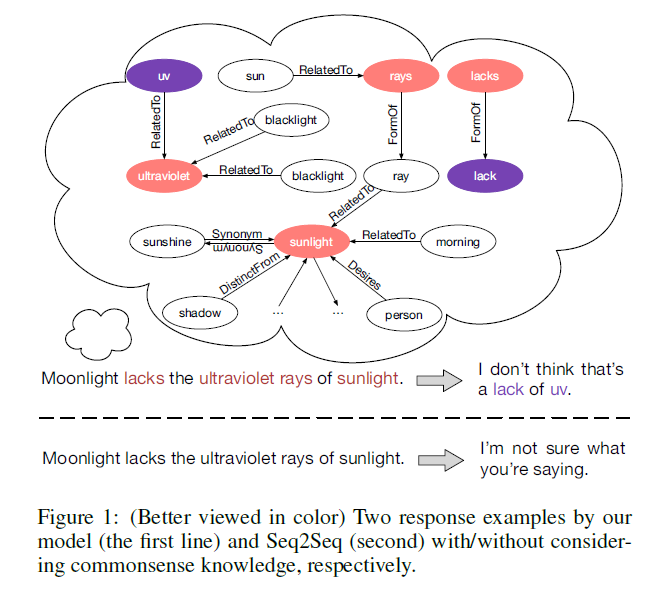 uv
sun
RelatedTo
rays
lacks
RelatedTo
RelatedTo
blacklight
FormOf
FormOf
ultraviolet
RelatedTo
blacklight
ray
lack
RelatedTo
sunshine
Synonym
Synonym
sunlight
RelatedTo
morning
DistinctFrom
Desires
shadow
...
...
person
Moonlight lacks the ultraviolet rays of sunlight.
I don't think that's
a lack of uv.
Moonlight lacks the ultraviolet rays of sunlight.
I'm not sure what
you're saying.
Figure 1: (Better viewed in color) Two response examples by our
model (the first line) and Seq2Seq (second) with/without consider-
ing commonsense knowledge, respectively.